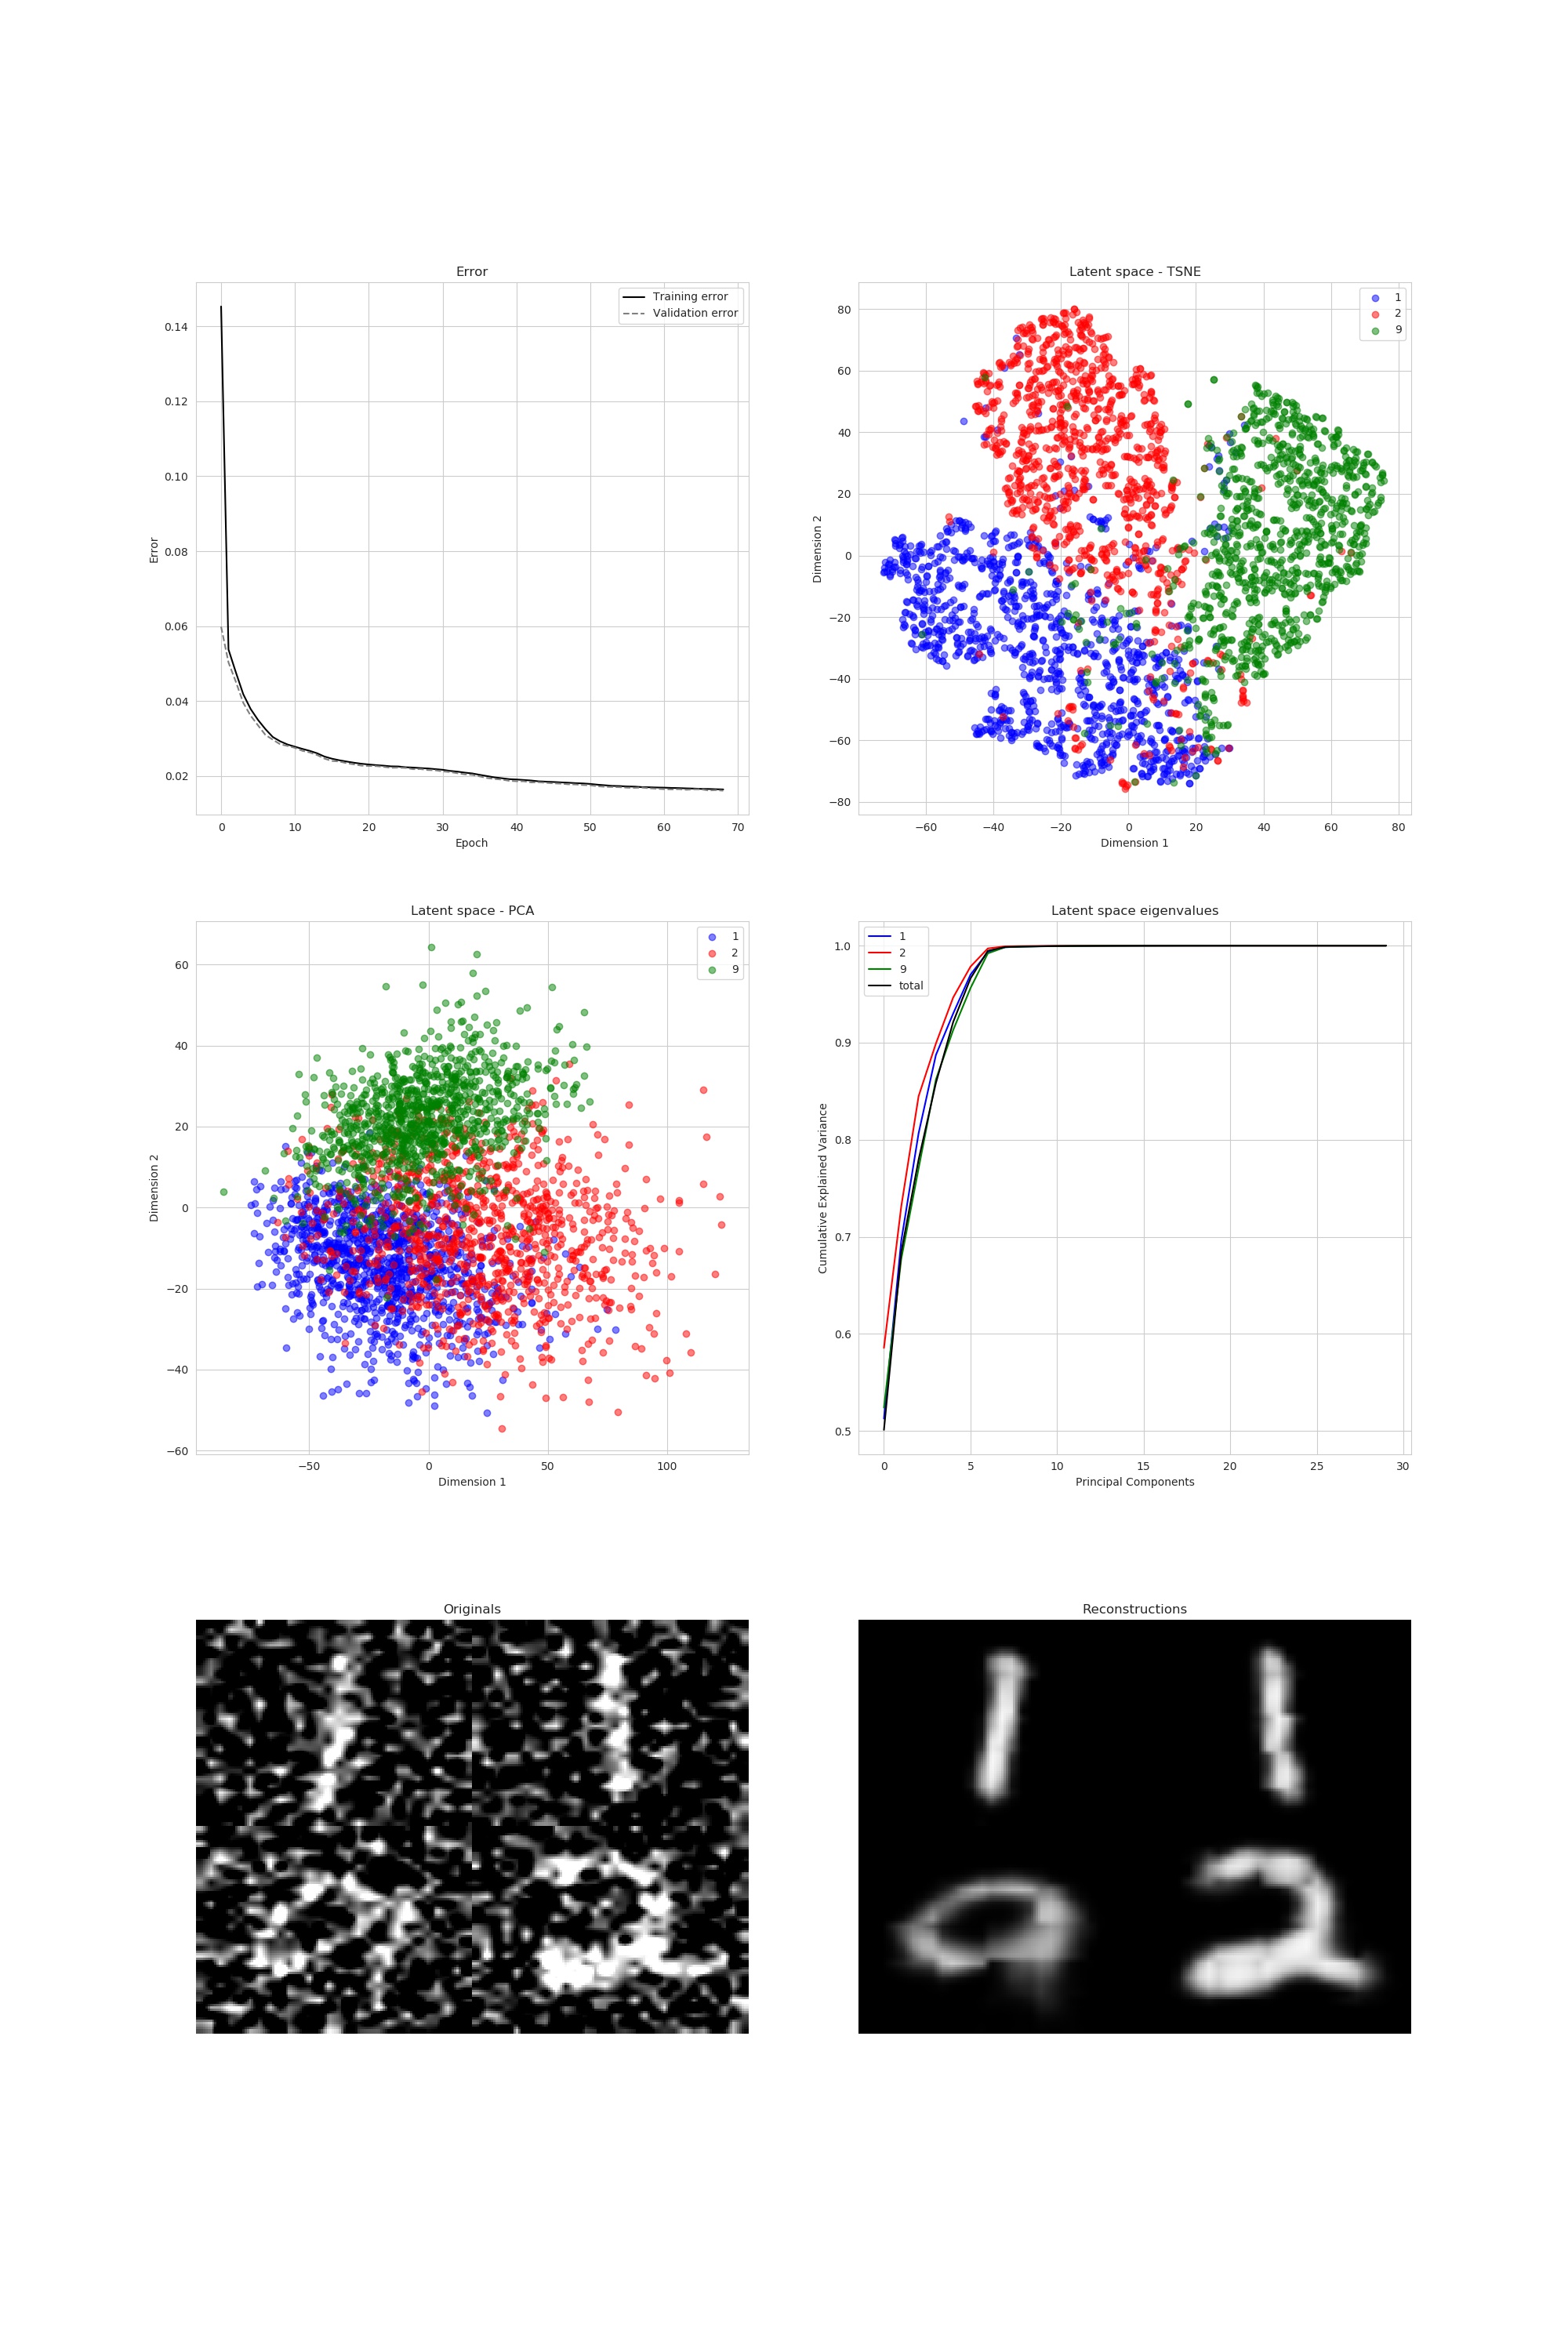 Error
Training error
Validation error
0.14
0.12
0.10
0.08
0.06
0.04
0.02
Error
0 10 20 30 40 50 60 70
Epoch
Latent space - TSNE
1
2
9
80
60
40
20
0
−20
−40
−60
−80
Dimension 2
−60 −40 −20 0 20 40 60 80
Dimension 1
Latent space - PCA
1
2
9
60
40
20
0
−20
−40
−60
Dimension 2
−50 0 50 100
Dimension 1
Latent space eigenvalues
1
2
9
total
1.0
0.9
0.8
0.7
0.6
0.5
Cumulative Explained Variance
0 5 10 15 20 25 30
Principal Components
Originals
Reconstructions